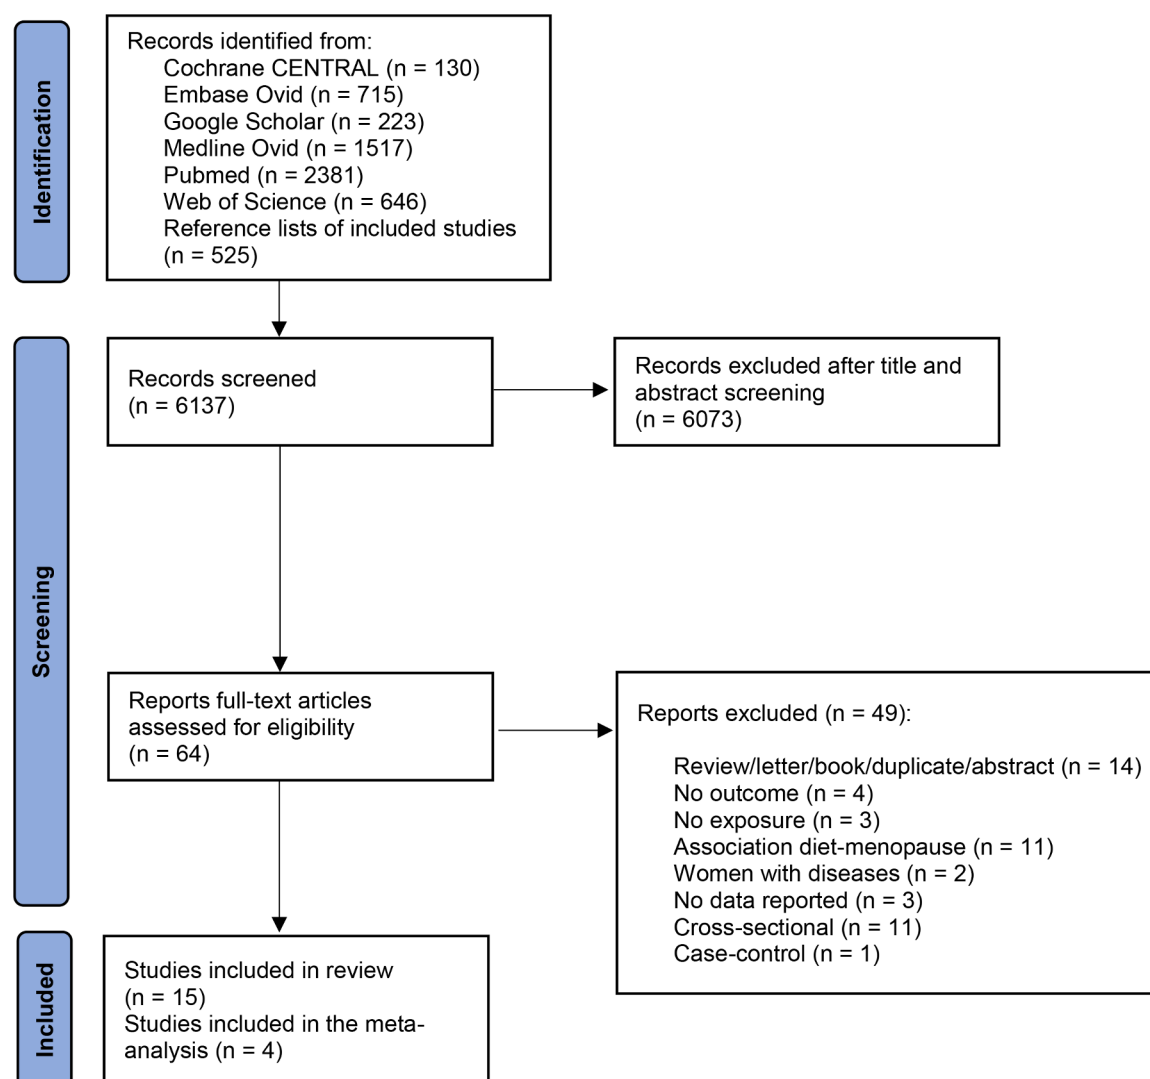 Identification
Records identified from:
Cochrane CENTRAL (n = 130)
Embase Ovid (n = 715)
Google Scholar (n = 223)
Medline Ovid (n = 1517)
Pubmed (n = 2381)
Web of Science (n = 646)
Reference lists of included studies
(n = 525)
Screening
Records screened
(n = 6137)
Records excluded after title and
abstract screening
(n = 6073)
Reports full-text articles
assessed for eligibility
(n = 64)
Reports excluded (n = 49):
Review/letter/book/duplicate/abstract (n = 14)
No outcome (n = 4)
No exposure (n = 3)
Association diet-menopause (n = 11)
Women with diseases (n = 2)
No data reported (n = 3)
Cross-sectional (n = 11)
Case-control (n = 1)
Included
Studies included in review
(n = 15)
Studies included in the meta-
analysis (n = 4)